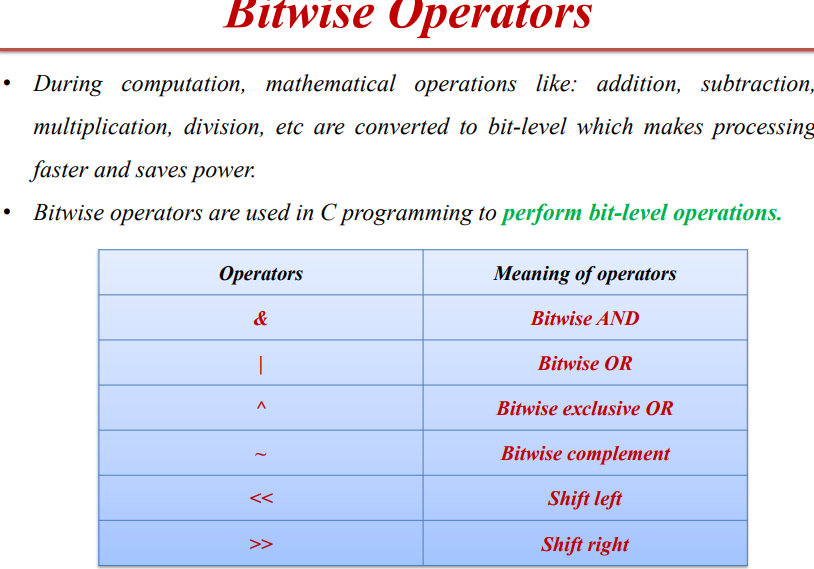 Bitwise Operators
• During computation, mathematical operations like: addition, subtraction,
multiplication, division, etc are converted to bit-level which makes processing
faster and saves power.
• Bitwise operators are used in C programming to perform bit-level operations.
Operators Meaning of operators
& Bitwise AND
| Bitwise OR
^ Bitwise exclusive OR
~ Bitwise complement
<< Shift left
>> Shift right